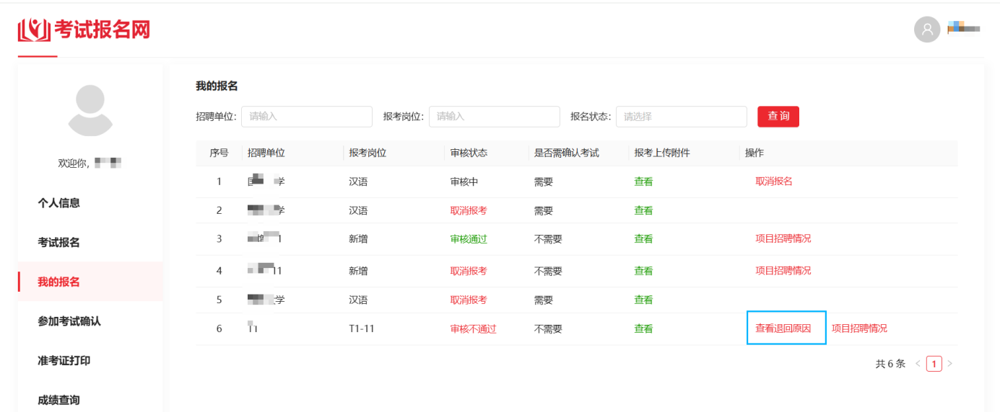 考试报名网
欢迎你,
个人信息
考试报名
我的报名
参加考试确认
准考证打印
成绩查询
我的报名
招聘单位: 请输入 报考岗位: 请输入 报名状态: 请选择 查 询
序号 招聘单位 报考岗位 审核状态 是否需确认考试 报考上传附件 操作
1 学 汉语 审核中 需要 查看 取消报名
2 学 汉语 取消报考 需要 查看
3 新增 审核通过 不需要 查看 项目招聘情况
4 11 新增 取消报考 不需要 查看 项目招聘情况
5 学 汉语 取消报考 需要 查看
6 T1-11 审核不通过 不需要 查看 查看退回原因 项目招聘情况
共 6 条 < 1 >